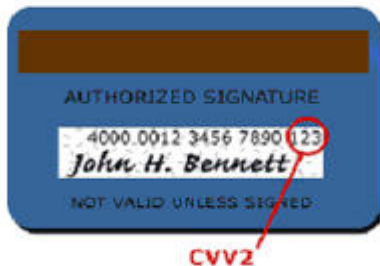 AUTHORIZED SIGNATURE
4000 0012 3456 7890 123
John H. Bennett
NOT VALID UNLESS SIGNED
CVV2